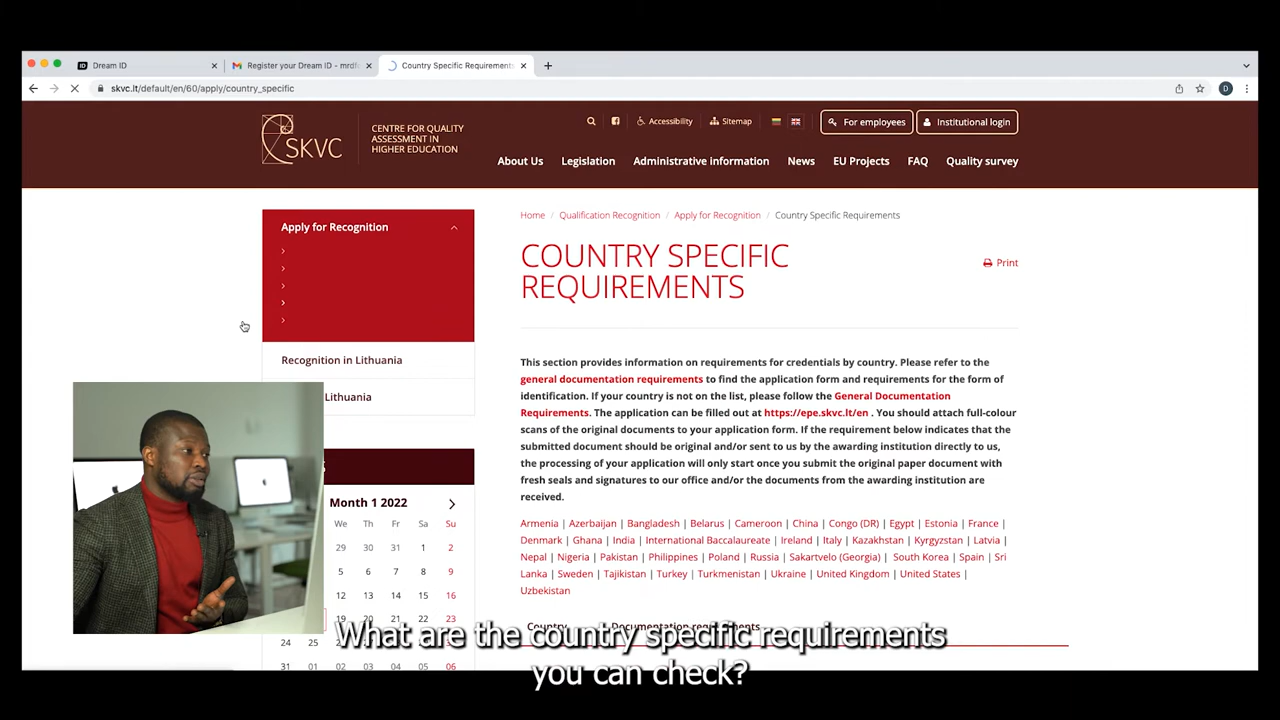 Dream ID
Register your Dream ID - mrdf
Country Specific Requirements
skvc.lt/default/en/60/apply/country_specific
SKVC
CENTRE FOR QUALITY
ASSESSMENT IN
HIGHER EDUCATION
Accessibility
Sitemap
For employees
Institutional login
About Us
Legislation
Administrative information
News
EU Projects
FAQ
Quality survey
Apply for Recognition
Recognition in Lithuania
Lithuania
Home / Qualification Recognition / Apply for Recognition / Country Specific Requirements
COUNTRY SPECIFIC
REQUIREMENTS
Print
This section provides information on requirements for credentials by country. Please refer to the
general documentation requirements to find the application form and requirements for the form of
identification. If your country is not on the list, please follow the General Documentation
Requirements. The application can be filled out at https://epe.skvc.lt/en . You should attach full-colour
scans of the original documents to your application form. If the requirement below indicates that the
submitted document should be original and/or sent to us by the awarding institution directly to us,
the processing of your application will only start once you submit the original paper document with
fresh seals and signatures to our office and/or the documents from the awarding institution are
received.
Armenia | Azerbaijan | Bangladesh | Belarus | Cameroon | China | Congo (DR) | Egypt | Estonia | France |
Denmark | Ghana | India | International Baccalaureate | Ireland | Italy | Kazakhstan | Kyrgyzstan | Latvia |
Nepal | Nigeria | Pakistan | Philippines | Poland | Russia | Sakartvelo (Georgia) | South Korea | Spain | Sri
Lanka | Sweden | Tajikistan | Turkey | Turkmenistan | Ukraine | United Kingdom | United States |
Uzbekistan
Country Documentation requirements
Month 1 2022
We Th Fr Sa Su
29 30 31 1 2
5 6 7 8 9
12 13 14 15 16
19 20 21 22 23
24 25
31 01 02 03 04 05 06
What are the country specific requirements
you can check?